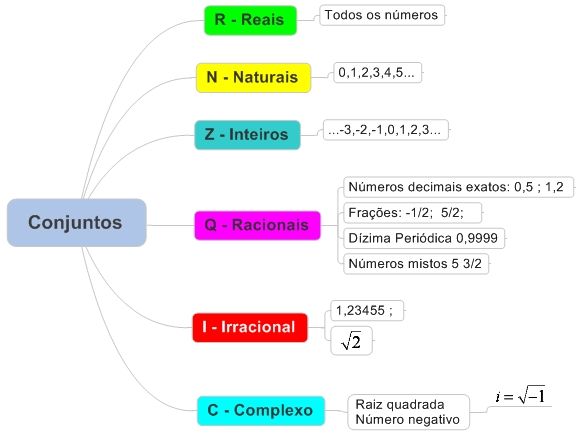 R - Reais
Todos os números
N - Naturais
0,1,2,3,4,5...
Z - Inteiros
...-3,-2,-1,0,1,2,3...
Conjuntos
Q - Racionais
Números decimais exatos: 0,5 ; 1,2
Frações: -1/2;  5/2;
Dízima Periódica 0,9999
Números mistos 5 3/2
I - Irracional
1,23455 ;
√2
C - Complexo
Raiz quadrada
Número negativo
i = √-1